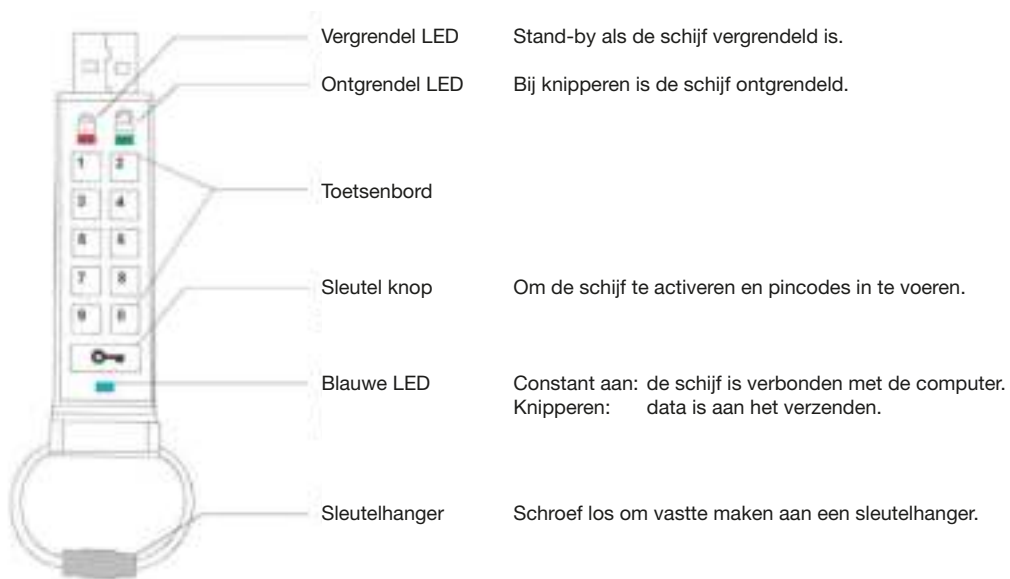 Vergrendel LED Stand-by als de schijf vergrendeld is.
Ontgrendel LED Bij knipperen is de schijf ontgrendeld.
1 2
3 4
5 6
7 8
9 0
Toetsenbord
Sleutel knop Om de schijf te activeren en pincodes in te voeren.
Blauwe LED Constant aan: de schijf is verbonden met de computer.
Knipperen: data is aan het verzenden.
Sleutelhanger Schroef los om vastte maken aan een sleutelhanger.